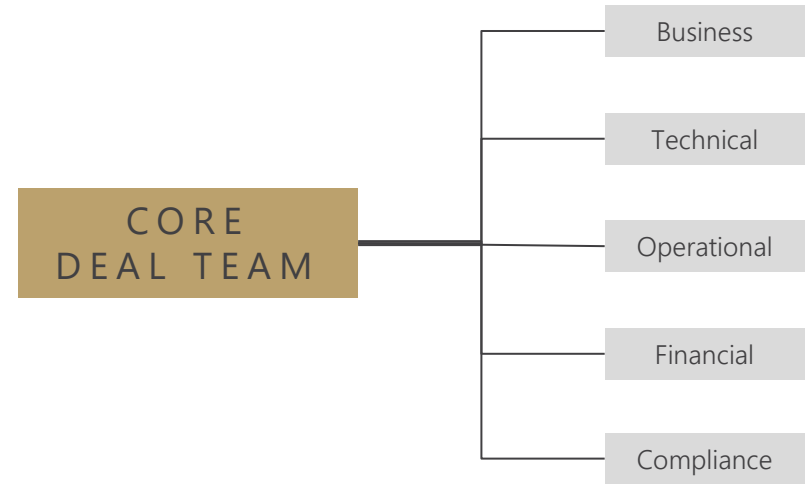 CORE
DEAL TEAM
Business
Technical
Operational
Financial
Compliance